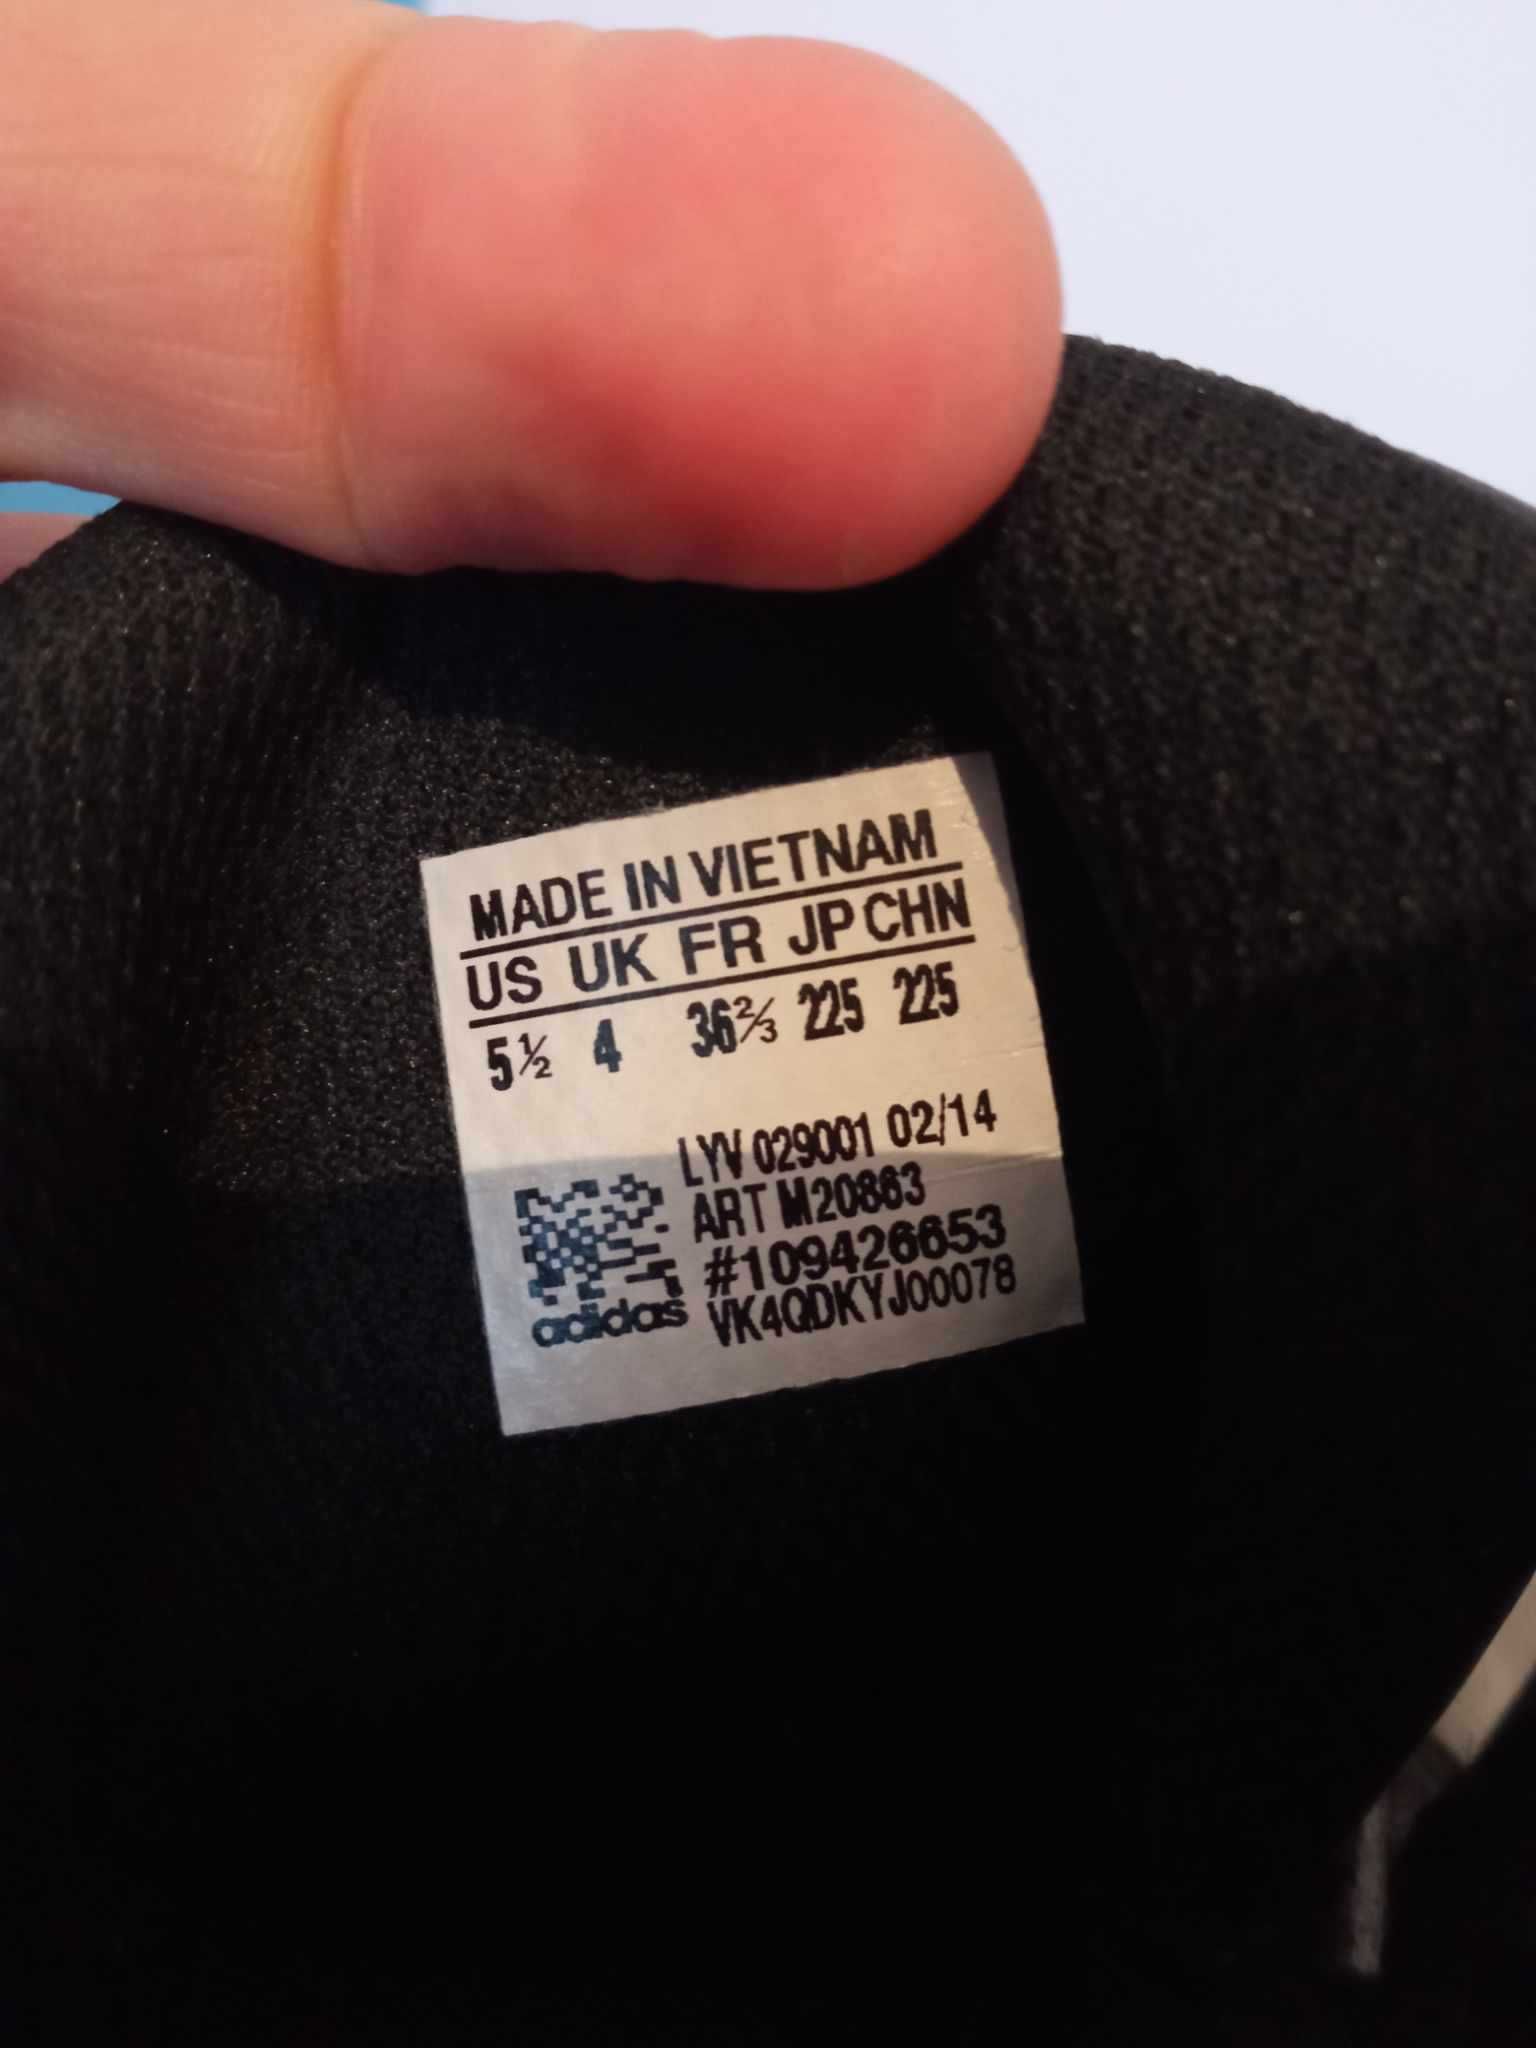 MADE IN VIETNAM
US UK FR JP CHN
5½ 4 36⅔ 225 225
LYV 029001 02/14
ART M20863
#109426653
adidas VK4QDKYJ00078